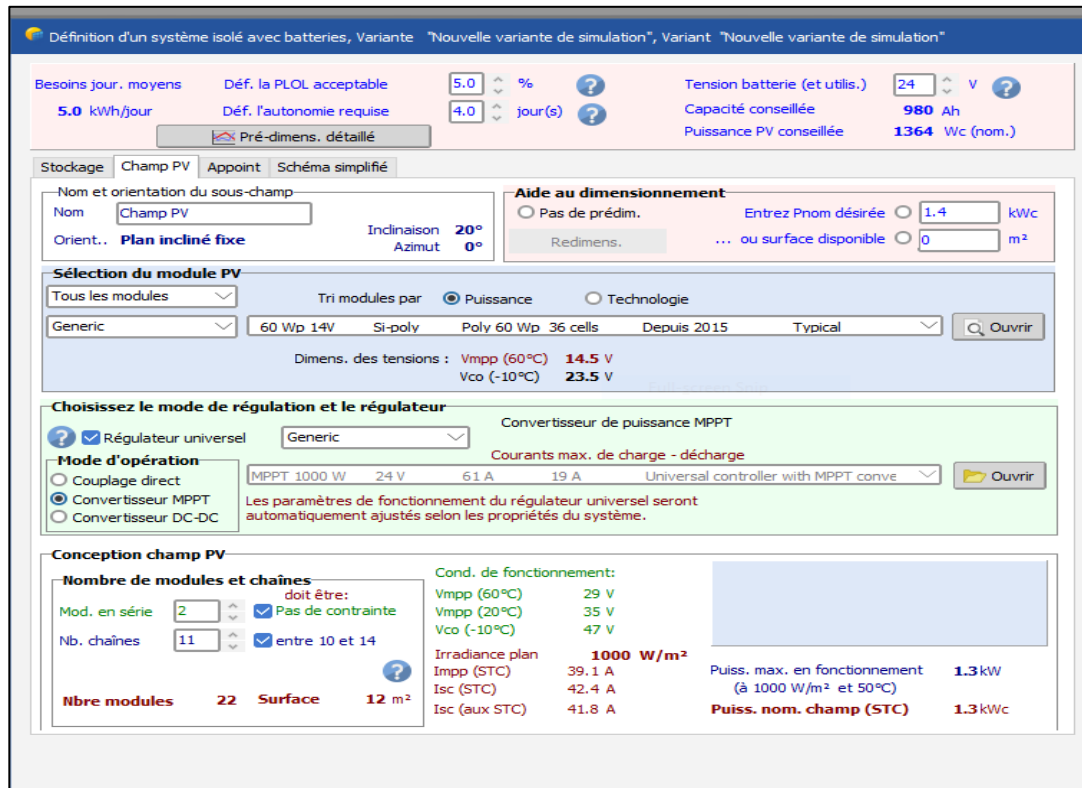 Définition d'un système isolé avec batteries, Variante "Nouvelle variante de simulation", Variant "Nouvelle variante de simulation"
Besoins jour. moyens Déf. la PLOL acceptable 5.0 % ? Tension batterie (et utilis.) 24 V ?
5.0 kWh/jour Déf. l'autonomie requise 4.0 jour(s) ? Capacité conseillée 980 Ah
Pré-dimens. détaillé Puissance PV conseillée 1364 Wc (nom.)
Stockage Champ PV Appoint Schéma simplifié
Nom et orientation du sous-champ
Nom Champ PV
Orient.. Plan incliné fixe
Inclinaison 20°
Azimut 0°
Aide au dimensionnement
Pas de prédim. Entrez Pnom désirée 1.4 kWc
Redimens. ... ou surface disponible 0 m²
Sélection du module PV
Tous les modules Tri modules par Puissance Technologie
Generic 60 Wp 14V Si-poly Poly 60 Wp 36 cells Depuis 2015 Typical Ouvrir
Dimens. des tensions : Vmpp (60°C) 14.5 V
Vco (-10°C) 23.5 V
Choisissez le mode de régulation et le régulateur
? Régulateur universel Generic Convertisseur de puissance MPPT
Mode d'opération
Couplage direct
Convertisseur MPPT
Convertisseur DC-DC
Courants max. de charge - décharge
MPPT 1000 W 24 V 61 A 19 A Universal controller with MPPT conve Ouvrir
Les paramètres de fonctionnement du régulateur universel seront
automatiquement ajustés selon les propriétés du système.
Conception champ PV
Nombre de modules et chaînes
doit être:
Mod. en série 2 Pas de contrainte
Nb. chaînes 11 entre 10 et 14
?
Nbre modules 22 Surface 12 m²
Cond. de fonctionnement:
Vmpp (60°C) 29 V
Vmpp (20°C) 35 V
Vco (-10°C) 47 V
Irradiance plan 1000 W/m²
Impp (STC) 39.1 A
Isc (STC) 42.4 A
Isc (aux STC) 41.8 A
Puiss. max. en fonctionnement 1.3 kW
(à 1000 W/m² et 50°C)
Puiss. nom. champ (STC) 1.3 kWc